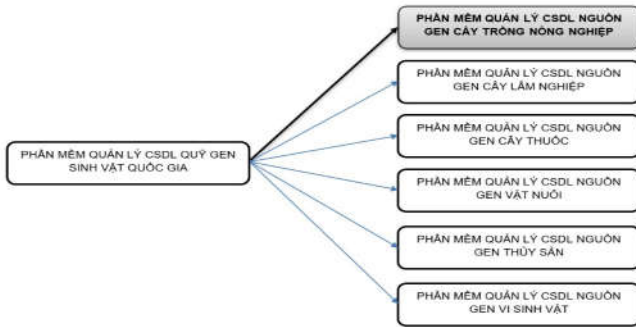 PHẦN MỀM QUẢN LÝ CSDL NGUỒN
GEN CÂY TRỒNG NÔNG NGHIỆP
PHẦN MỀM QUẢN LÝ CSDL NGUỒN
GEN CÂY LÂM NGHIỆP
PHẦN MỀM QUẢN LÝ CSDL NGUỒN
GEN CÂY THUỐC
PHẦN MỀM QUẢN LÝ CSDL QUỸ GEN
SINH VẬT QUỐC GIA
PHẦN MỀM QUẢN LÝ CSDL NGUỒN
GEN VẬT NUÔI
PHẦN MỀM QUẢN LÝ CSDL NGUỒN
GEN THỦY SẢN
PHẦN MỀM QUẢN LÝ CSDL NGUỒN
GEN VI SINH VẬT